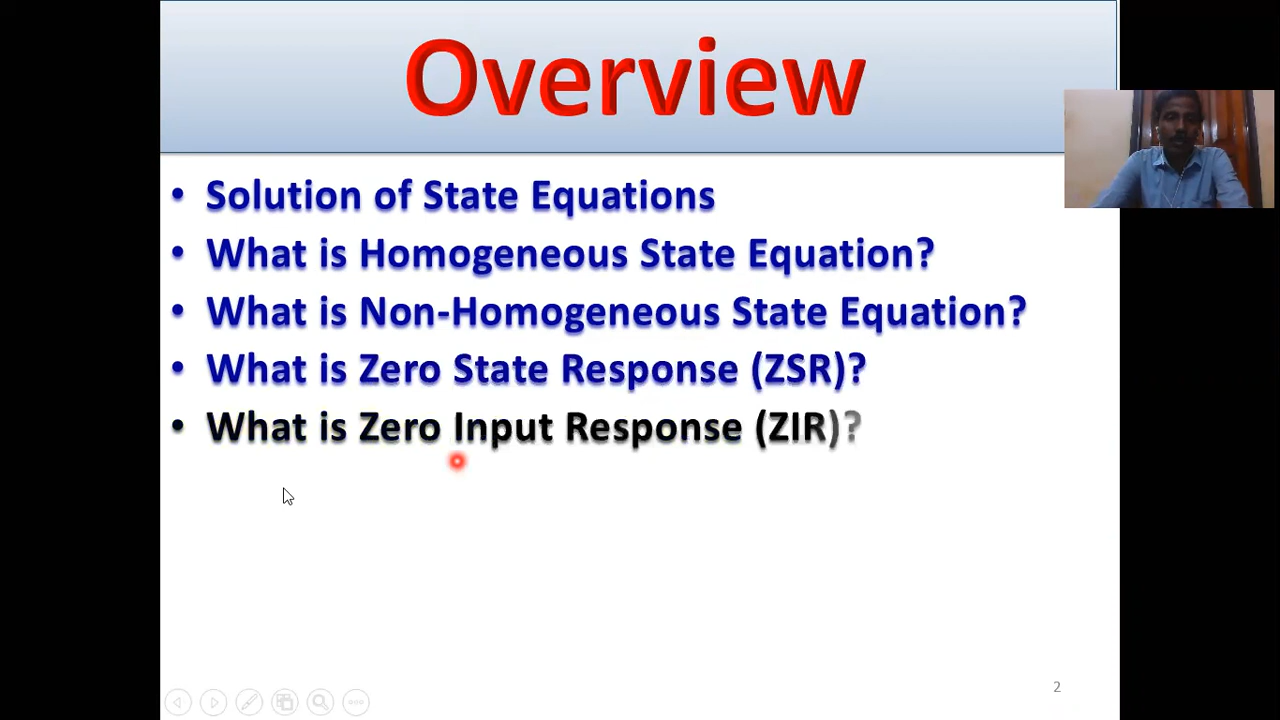 Overview
• Solution of State Equations
• What is Homogeneous State Equation?
• What is Non-Homogeneous State Equation?
• What is Zero State Response (ZSR)?
• What is Zero Input Response (ZIR)?
2